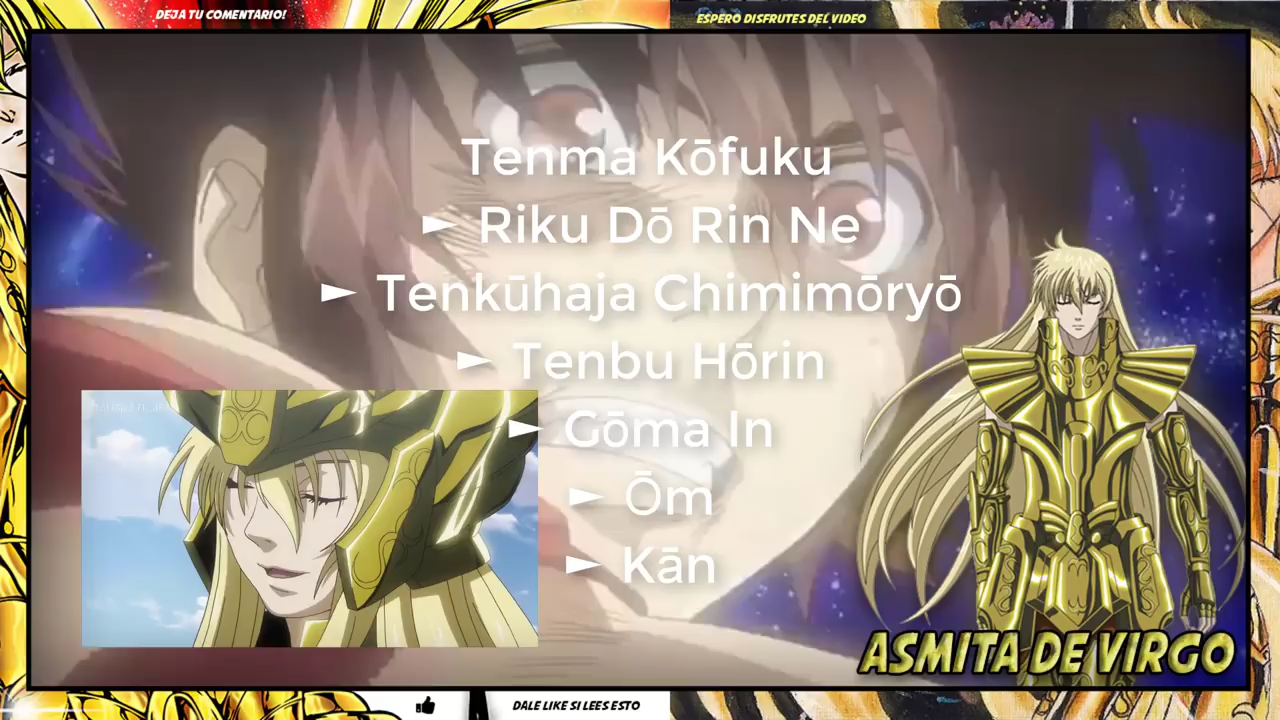 DEJA TU COMENTARIO!
ESPERO DISFRUTES DEL VIDEO
Tenma Kōfuku
► Riku Dō Rin Ne
► Tenkūhaja Chimimōryō
► Tenbu Hōrin
► Gōma In
► Ōm
► Kān
ASMITA DE VIRGO
DALE LIKE SI LEES ESTO